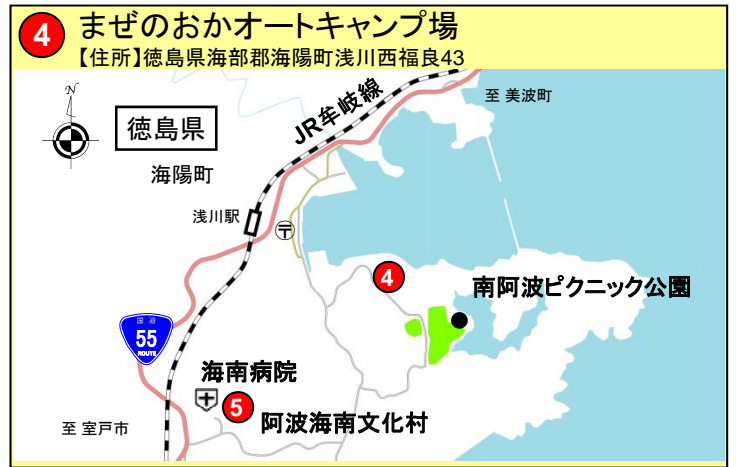 4 まぜのおかオートキャンプ場
【住所】徳島県海部郡海陽町浅川西福良43
N
至 美波町
JR牟岐線
徳島県
海陽町
浅川駅
〒
4
南阿波ピクニック公園
国道
55
ROUTE
海南病院
5
阿波海南文化村
至 室戸市